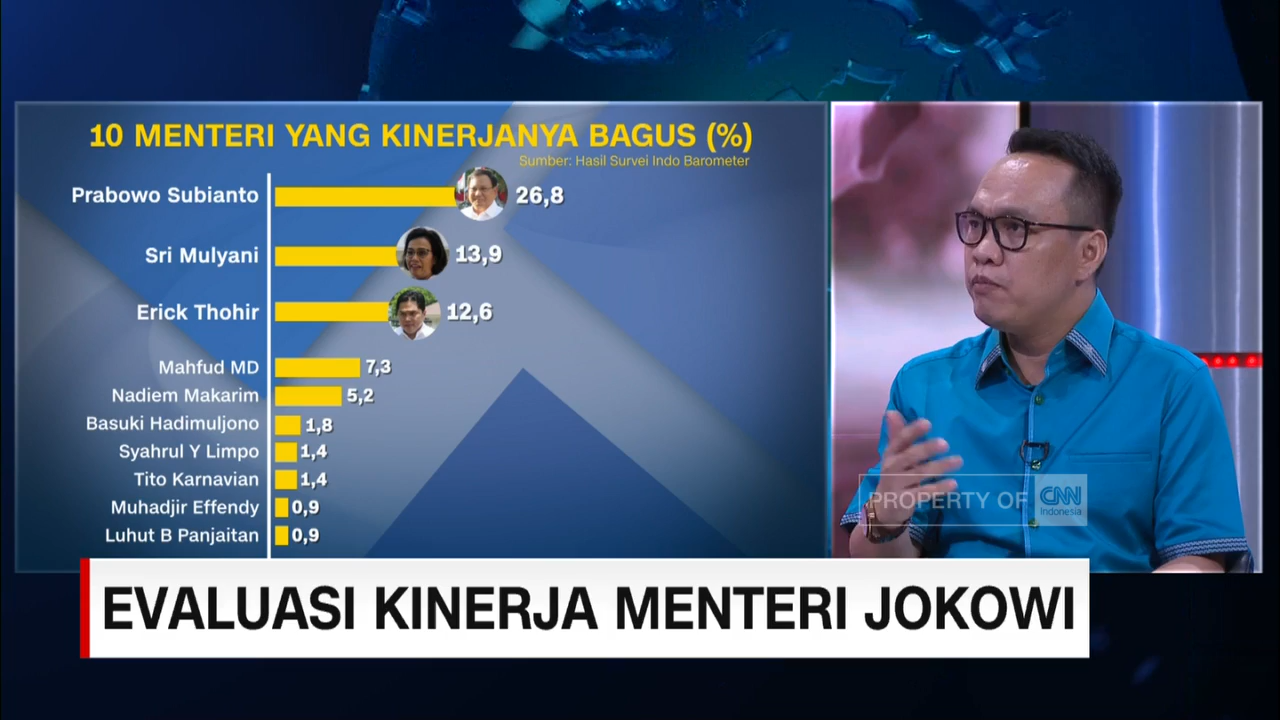 10 MENTERI YANG KINERJANYA BAGUS (%)
Sumber: Hasil Survei Indo Barometer
Prabowo Subianto 26,8
Sri Mulyani 13,9
Erick Thohir 12,6
Mahfud MD 7,3
Nadiem Makarim 5,2
Basuki Hadimuljono 1,8
Syahrul Y Limpo 1,4
Tito Karnavian 1,4
Muhadjir Effendy 0,9
Luhut B Panjaitan 0,9
PROPERTY OF CNN Indonesia
EVALUASI KINERJA MENTERI JOKOWI